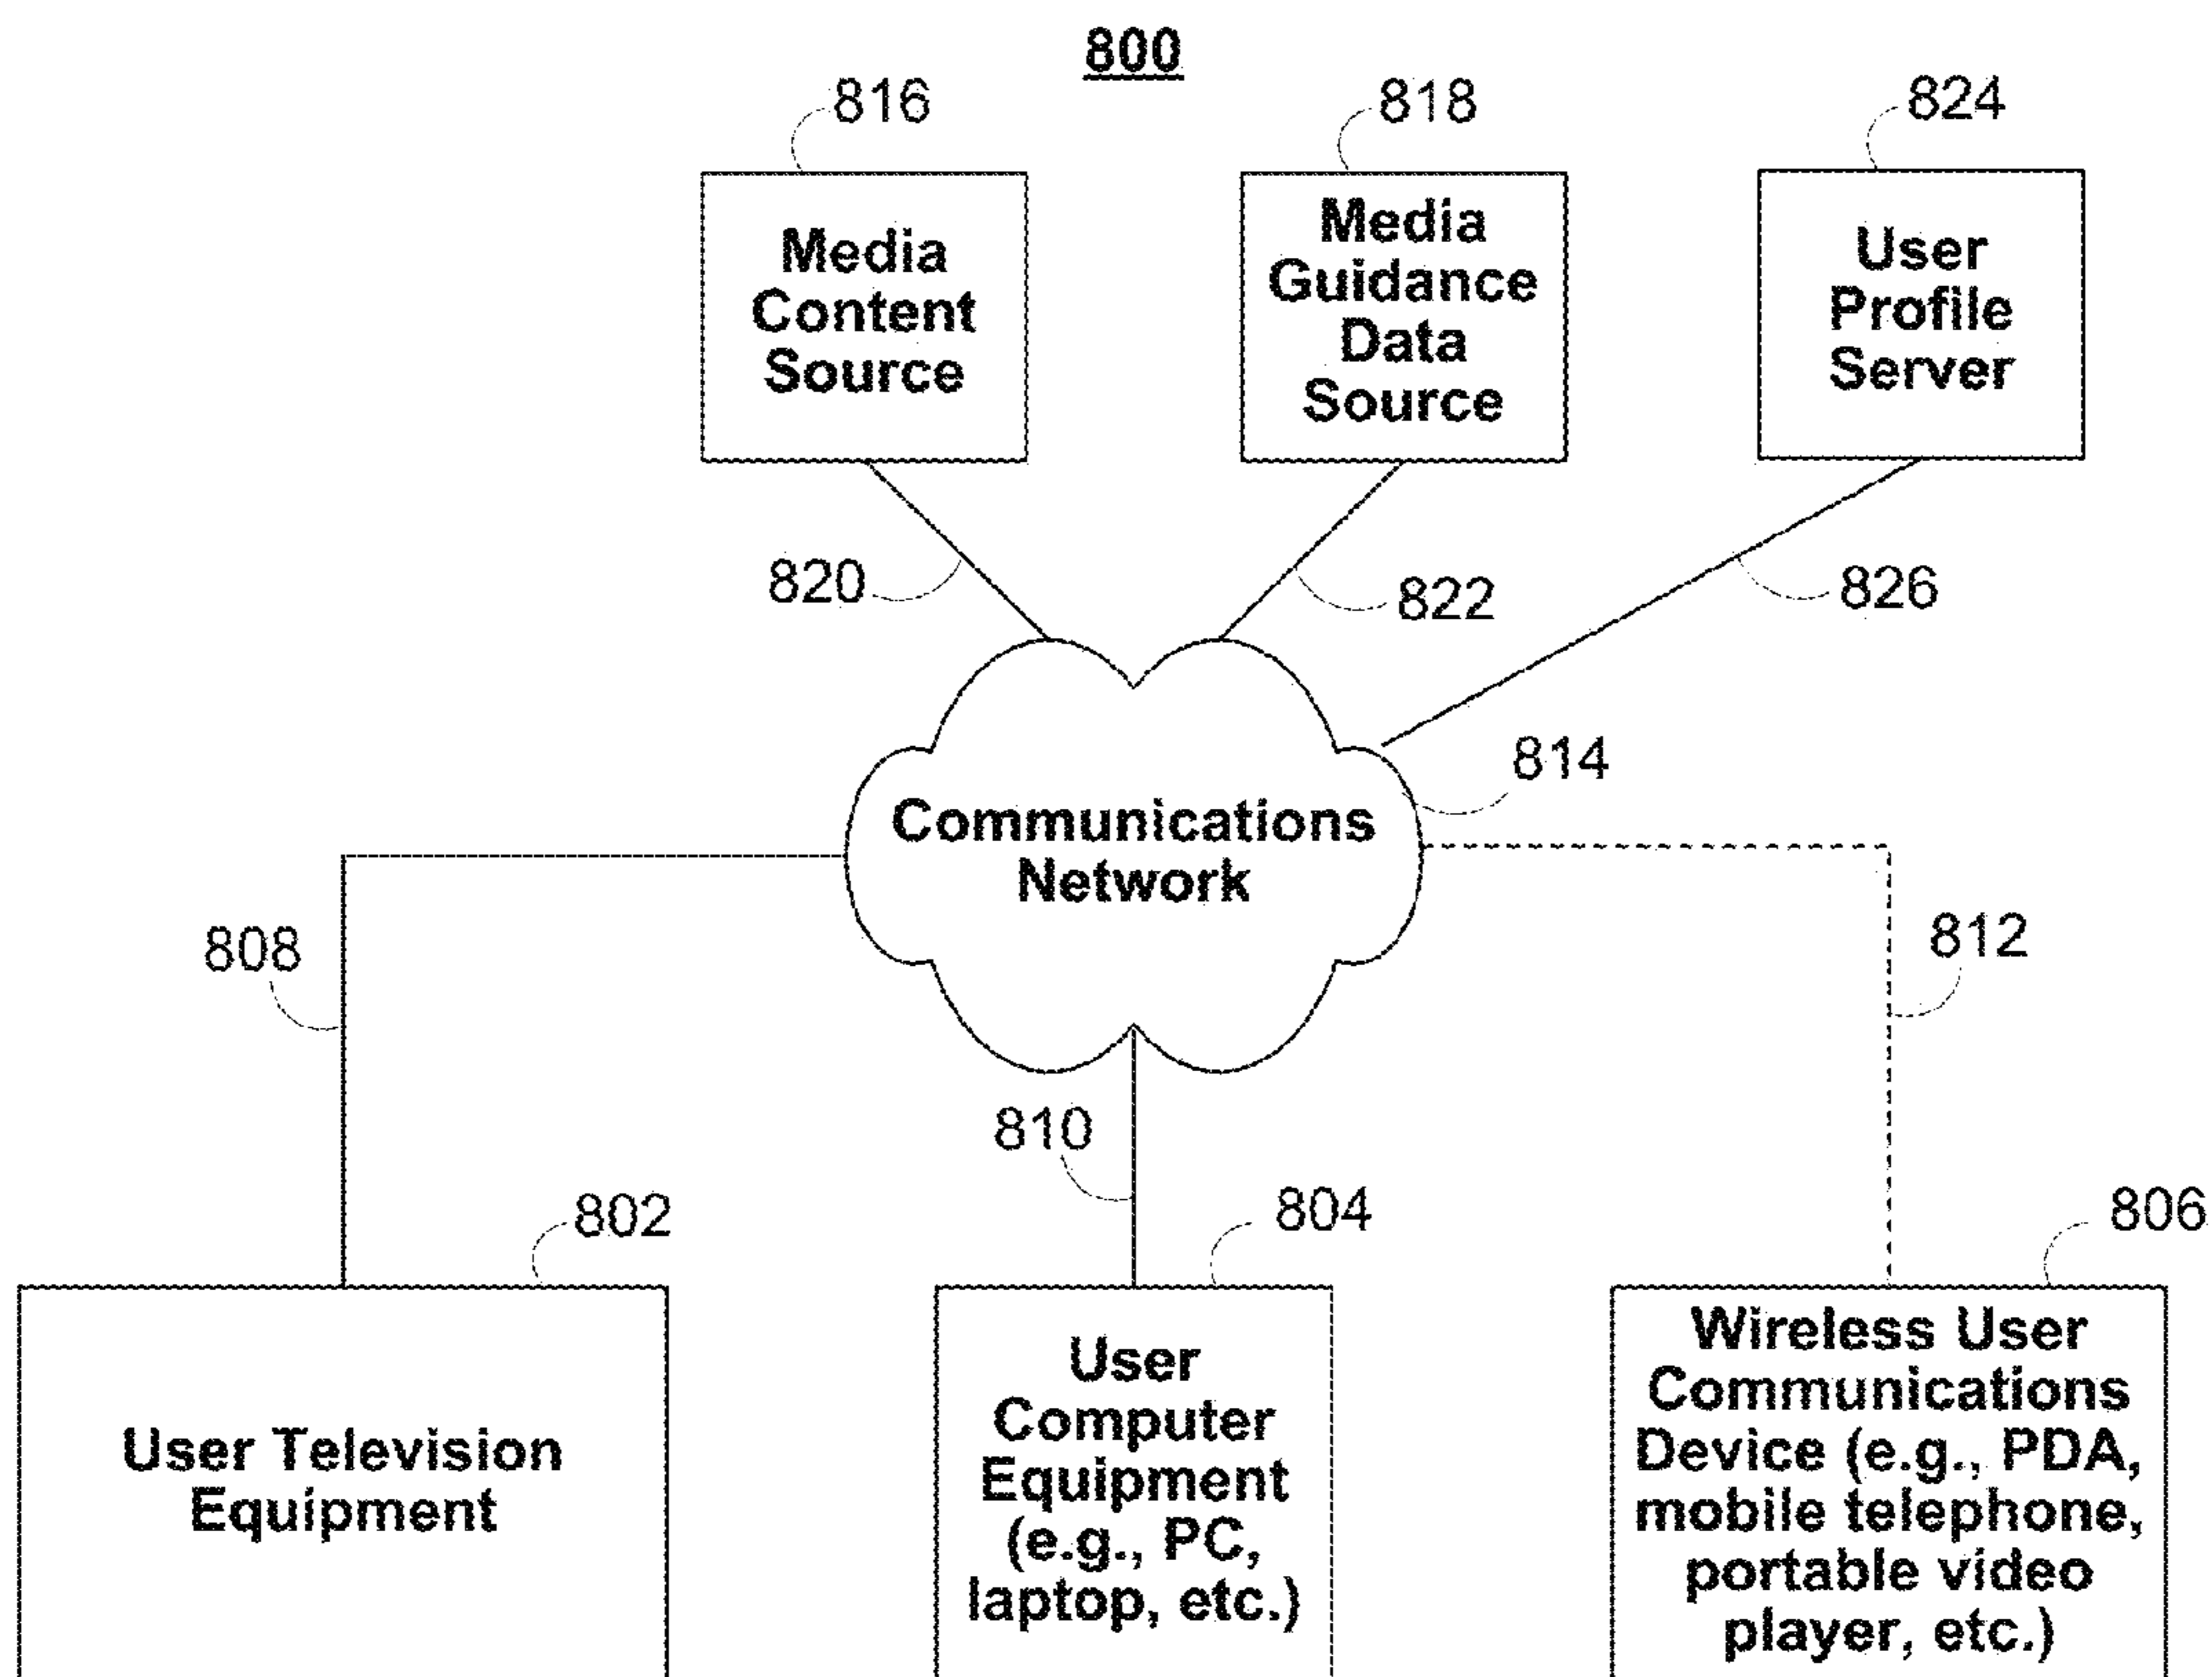 800
816
818
824
Media
Content
Source
Media
Guidance
Data
Source
User
Profile
Server
820
822
826
814
Communications
Network
808
812
810
802
804
806
User Television
Equipment
User
Computer
Equipment
(e.g., PC,
laptop, etc.)
Wireless User
Communications
Device (e.g., PDA,
mobile telephone,
portable video
player, etc.)